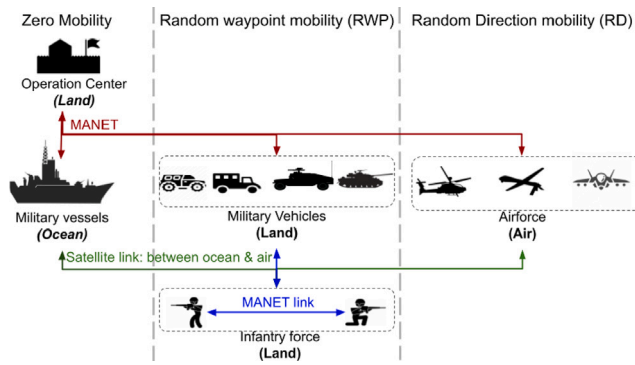 Zero Mobility
Random waypoint mobility (RWP)
Random Direction mobility (RD)
Operation Center
(Land)
MANET
Military vessels
(Ocean)
Military Vehicles
(Land)
Airforce
(Air)
Satellite link: between ocean & air
MANET link
Infantry force
(Land)